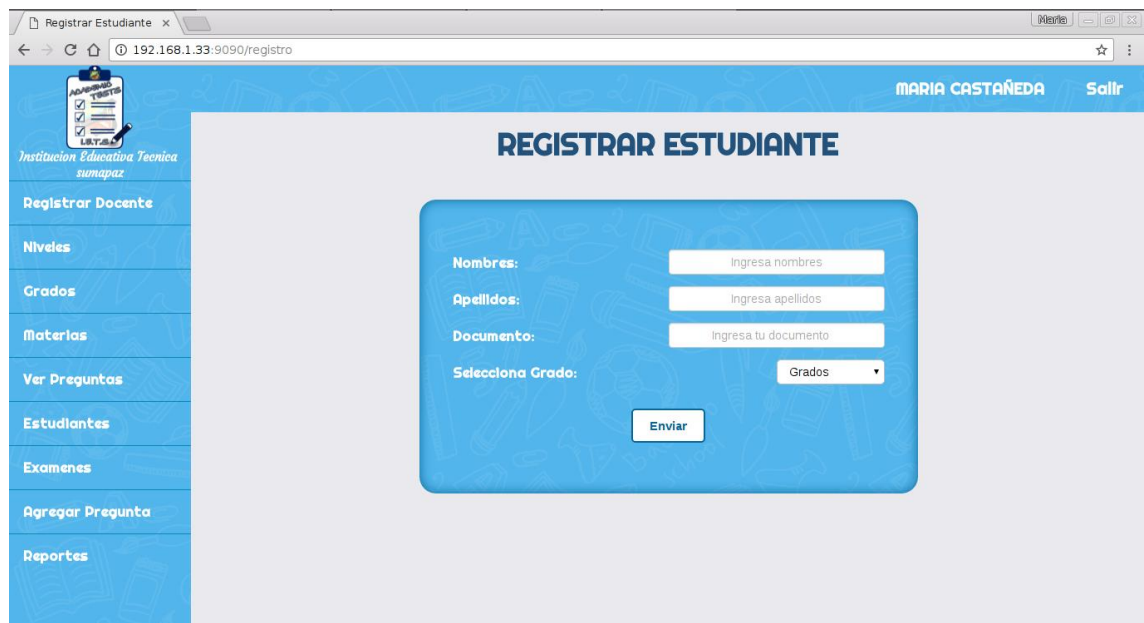 Registrar Estudiante
Maria
192.168.1.33:9090/registro
ACADEMIC
TESTS
I.E.T.S.
Institucion Educativa Tecnica
sumapaz
MARIA CASTAÑEDA
Salir
REGISTRAR ESTUDIANTE
Registrar Docente
Niveles
Grados
Materias
Ver Preguntas
Estudiantes
Examenes
Agregar Pregunta
Reportes
Nombres:
Ingresa nombres
Apellidos:
Ingresa apellidos
Documento:
Ingresa tu documento
Selecciona Grado:
Grados
Enviar